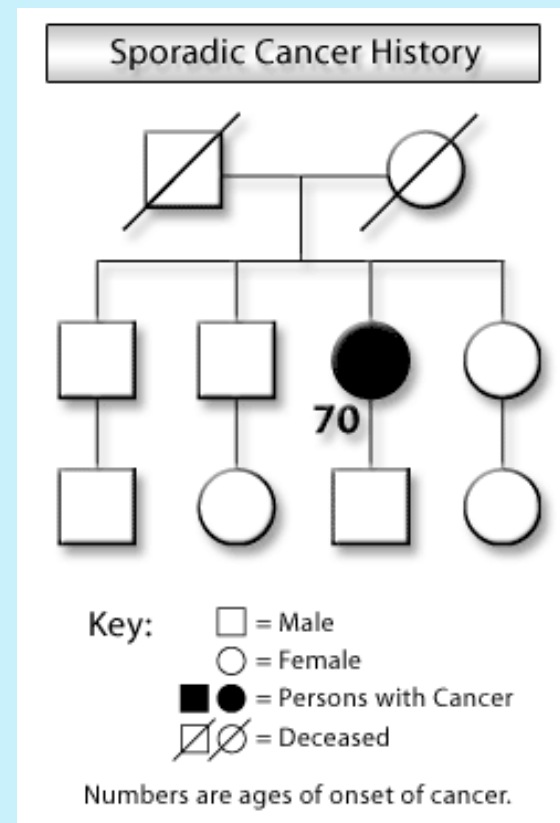 Sporadic Cancer History
70
Key:
= Male
= Female
= Persons with Cancer
= Deceased
Numbers are ages of onset of cancer.